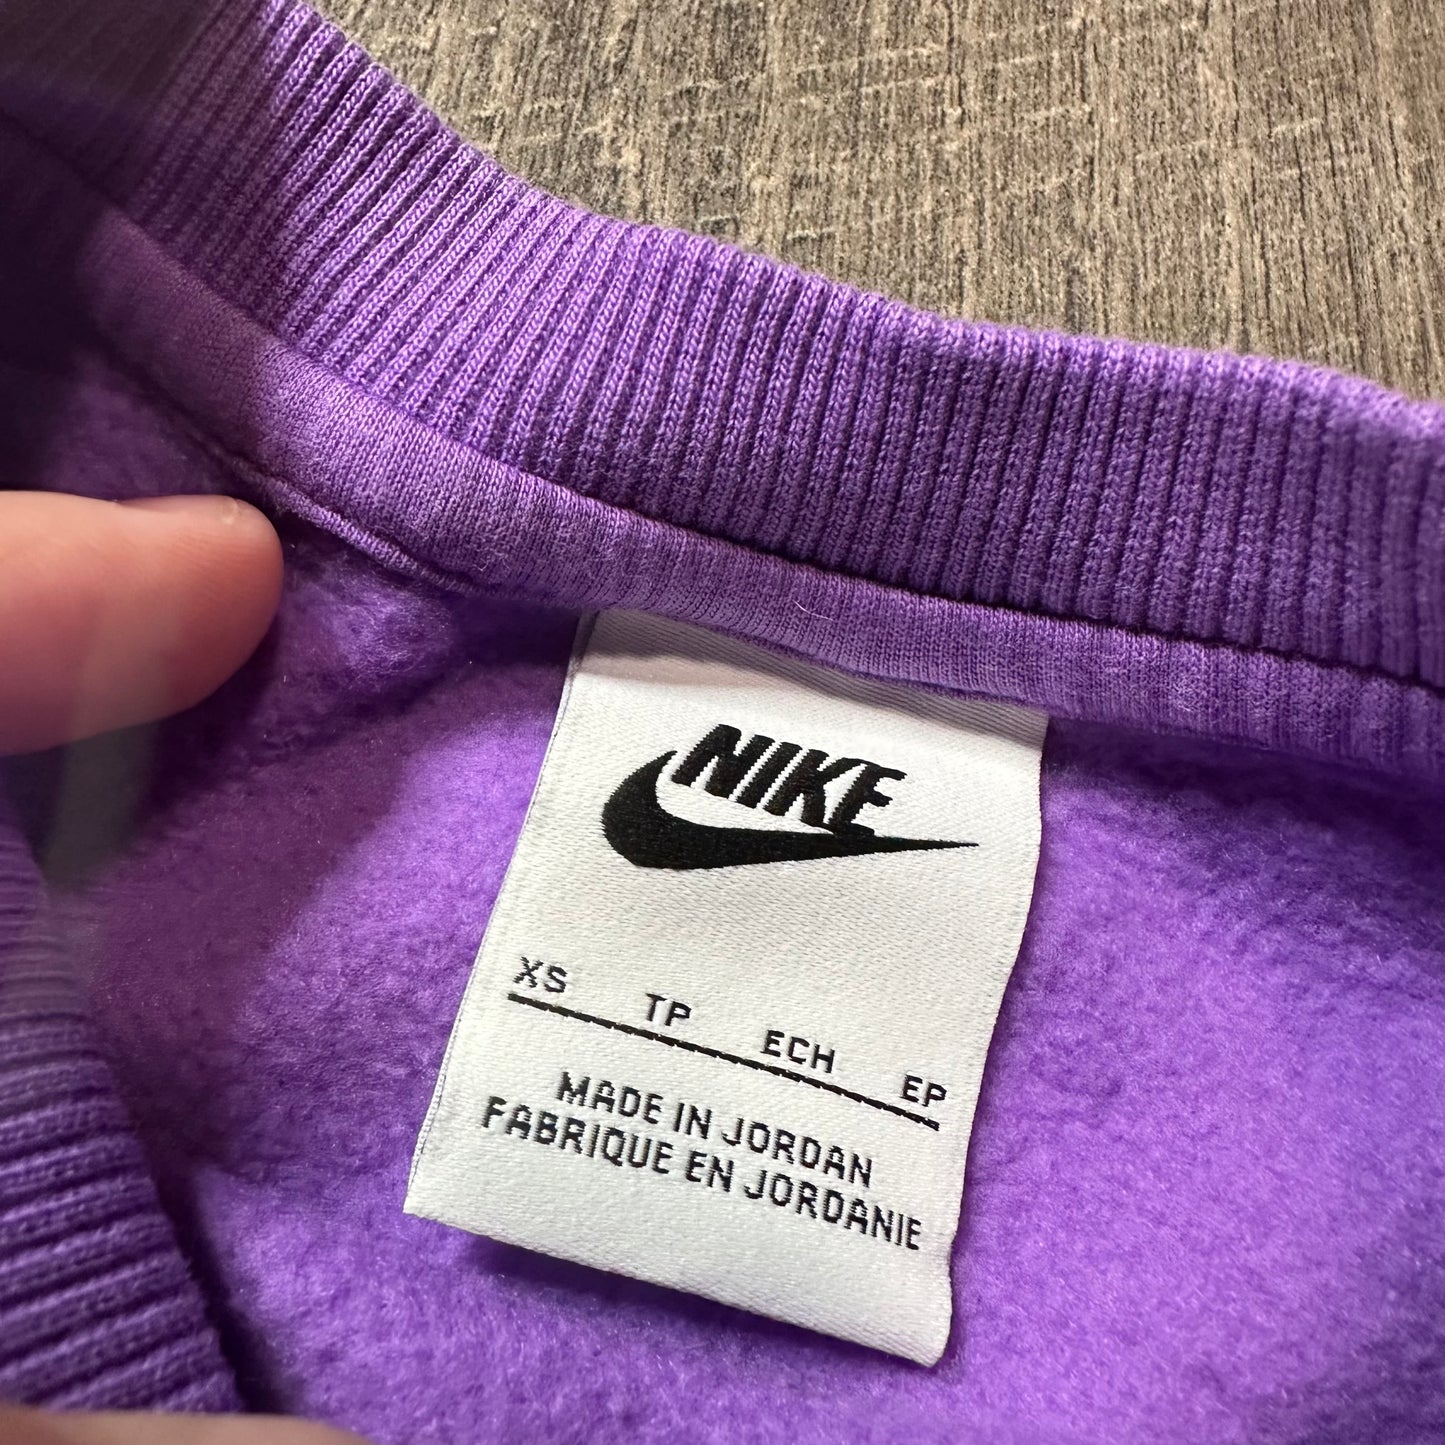 NIKE
XS TP ECH EP
MADE IN JORDAN
FABRIQUE EN JORDANIE